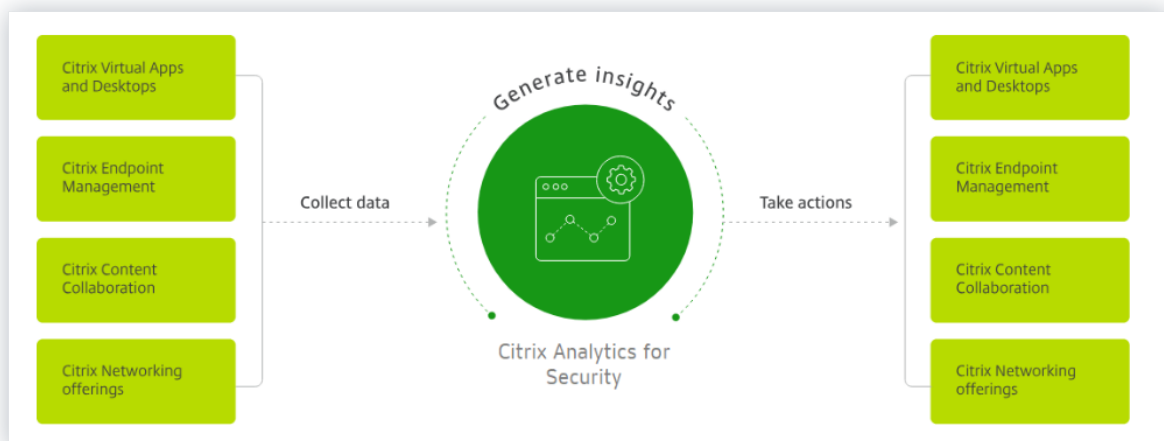 Citrix Virtual Apps
and Desktops
Citrix Endpoint
Management
Citrix Content
Collaboration
Citrix Networking
offerings
Collect data
Generate insights
Citrix Analytics for
Security
Take actions
Citrix Virtual Apps
and Desktops
Citrix Endpoint
Management
Citrix Content
Collaboration
Citrix Networking
offerings